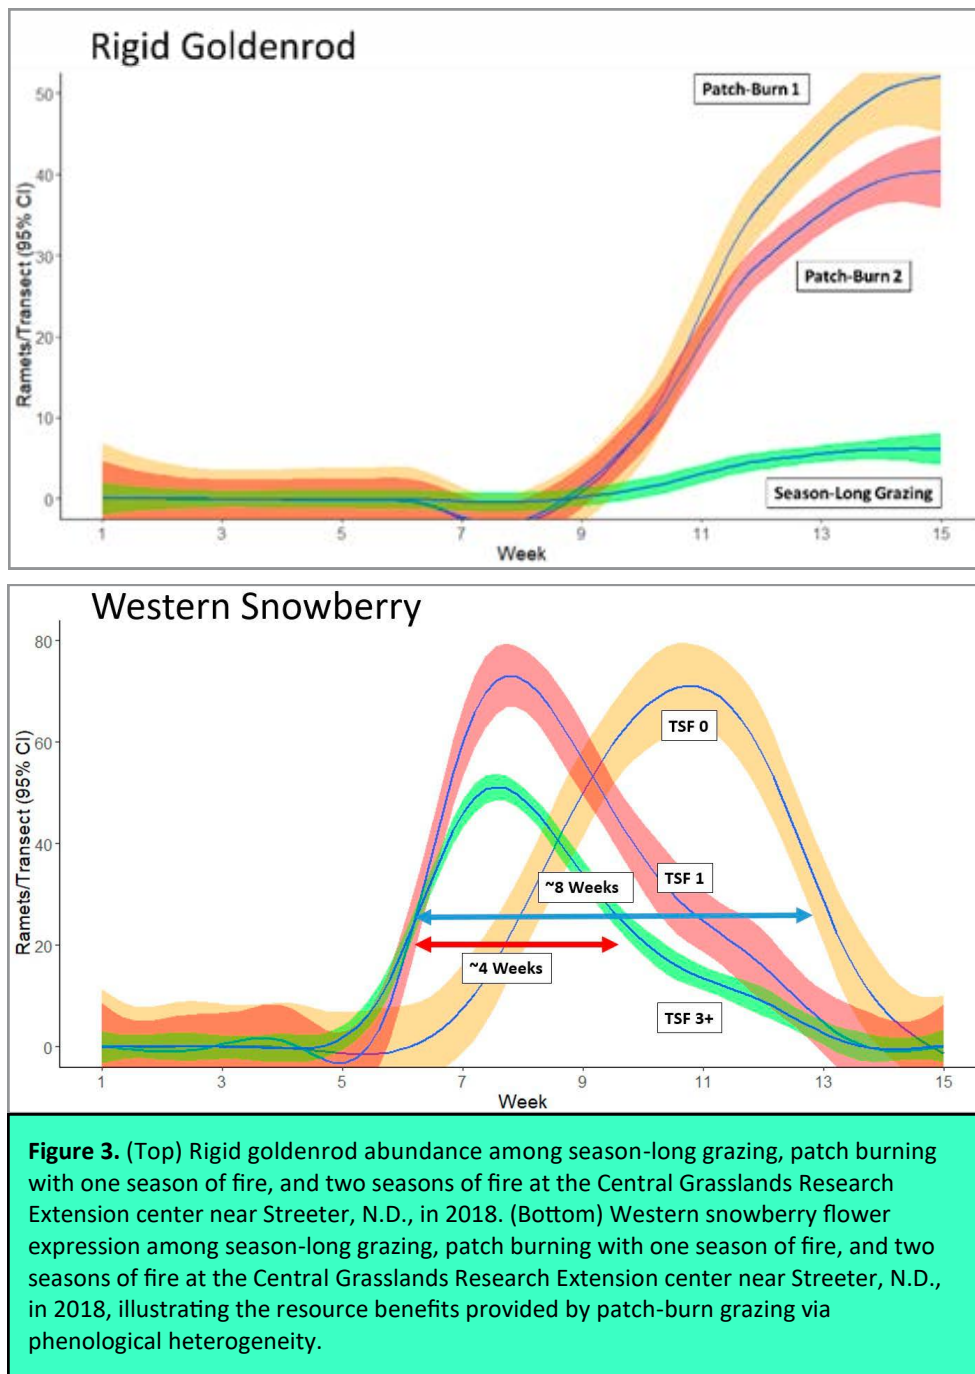 Rigid Goldenrod
Patch-Burn 1
Patch-Burn 2
Season-Long Grazing
Ramets/Transect (95% CI)
50
40
30
20
10
0
1 3 5 7 9 11 13 15
Week
Western Snowberry
TSF 0
TSF 1
~8 Weeks
~4 Weeks
TSF 3+
Ramets/Transect (95% CI)
80
60
40
20
0
1 3 5 7 9 11 13 15
Week
Figure 3. (Top) Rigid goldenrod abundance among season-long grazing, patch burning
with one season of fire, and two seasons of fire at the Central Grasslands Research
Extension center near Streeter, N.D., in 2018. (Bottom) Western snowberry flower
expression among season-long grazing, patch burning with one season of fire, and two
seasons of fire at the Central Grasslands Research Extension center near Streeter, N.D.,
in 2018, illustrating the resource benefits provided by patch-burn grazing via
phenological heterogeneity.